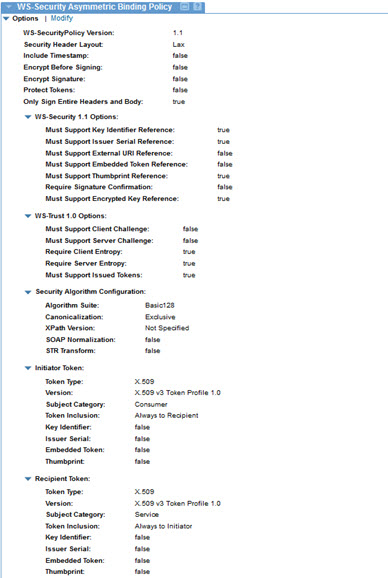 WS-Security Asymmetric Binding Policy
Options | Modify
WS-SecurityPolicy Version: 1.1
Security Header Layout: Lax
Include Timestamp: false
Encrypt Before Signing: false
Encrypt Signature: false
Protect Tokens: false
Only Sign Entire Headers and Body: true
WS-Security 1.1 Options:
Must Support Key Identifier Reference: true
Must Support Issuer Serial Reference: true
Must Support External URI Reference: false
Must Support Embedded Token Reference: false
Must Support Thumbprint Reference: true
Require Signature Confirmation: false
Must Support Encrypted Key Reference: true
WS-Trust 1.0 Options:
Must Support Client Challenge: false
Must Support Server Challenge: false
Require Client Entropy: true
Require Server Entropy: true
Must Support Issued Tokens: true
Security Algorithm Configuration:
Algorithm Suite: Basic128
Canonicalization: Exclusive
XPath Version: Not Specified
SOAP Normalization: false
STR Transform: false
Initiator Token:
Token Type: X.509
Version: X.509 v3 Token Profile 1.0
Subject Category: Consumer
Token Inclusion: Always to Recipient
Key Identifier: false
Issuer Serial: false
Embedded Token: false
Thumbprint: false
Recipient Token:
Token Type: X.509
Version: X.509 v3 Token Profile 1.0
Subject Category: Service
Token Inclusion: Always to Initiator
Key Identifier: false
Issuer Serial: false
Embedded Token: false
Thumbprint: false